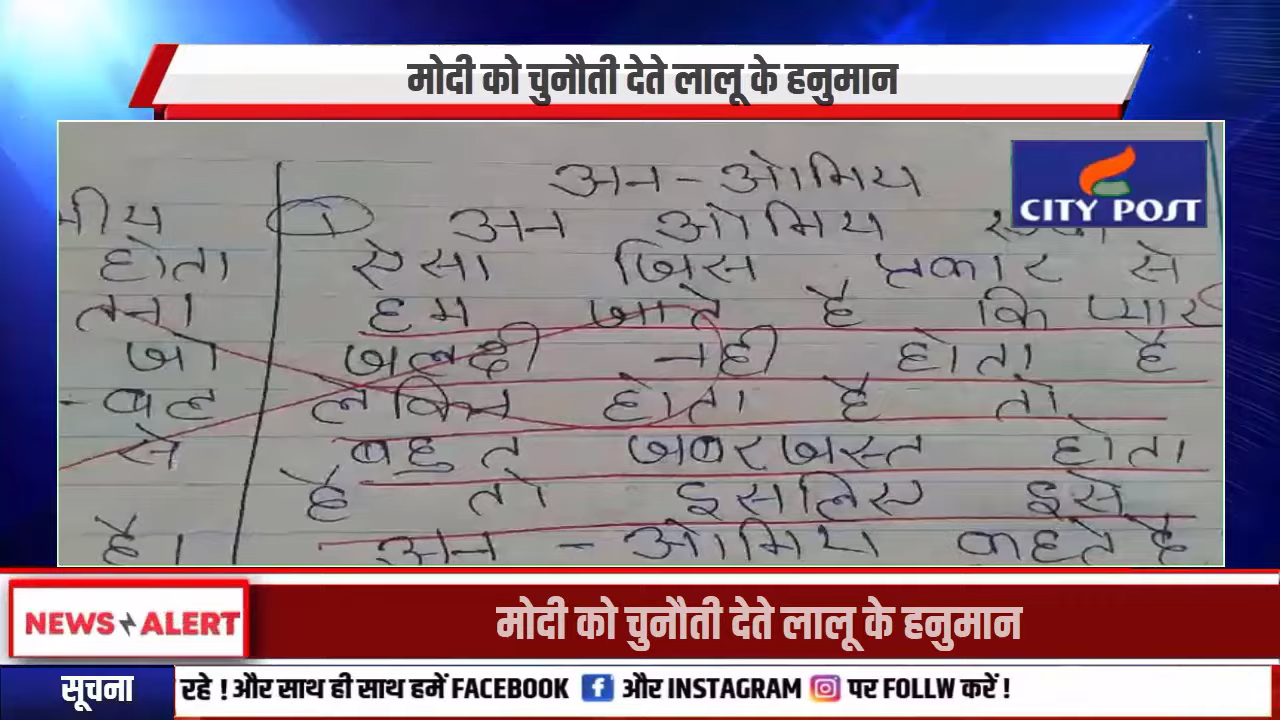 मोदी को चुनौती देते लालू के हनुमान
CITY POST
अन-ओमिय
नीय
1 अन ओमिय
होता
ऐसा जिस प्रकार से
तना
हम जाते है कि प्यार
जो
जल्दी नही होता है
-बल
लेकिन होता है तो
से
बहुत जबरजस्त होता
है तो इसलिए इसे
है।
अन - ओमिय कहते है
NEWS ALERT
मोदी को चुनौती देते लालू के हनुमान
सूचना
रहे ! और साथ ही साथ हमें FACEBOOK और INSTAGRAM पर FOLLW करें !